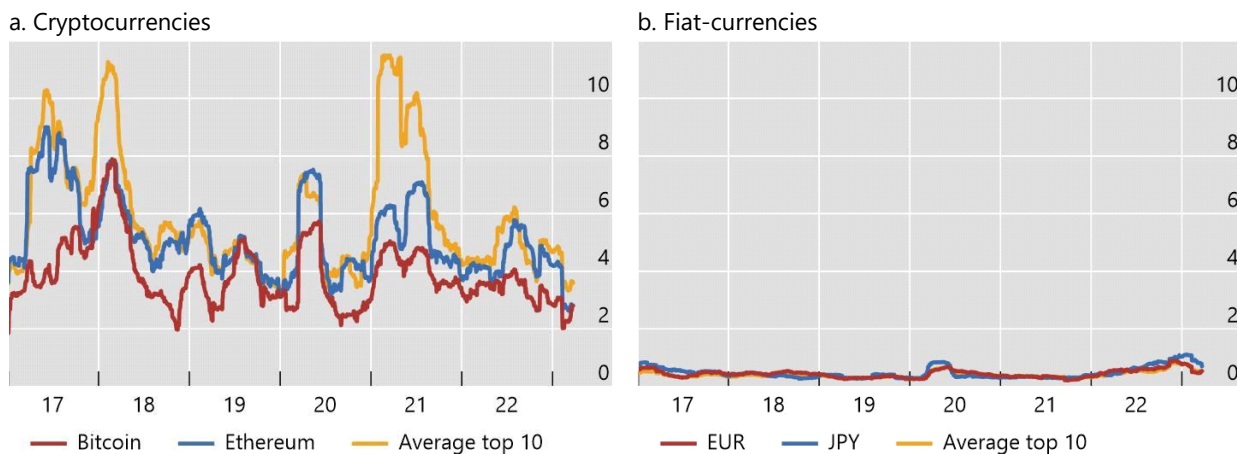 a. Cryptocurrencies
10
8
6
4
2
0
17 18 19 20 21 22
Bitcoin Ethereum Average top 10
b. Fiat-currencies
10
8
6
4
2
0
17 18 19 20 21 22
EUR JPY Average top 10